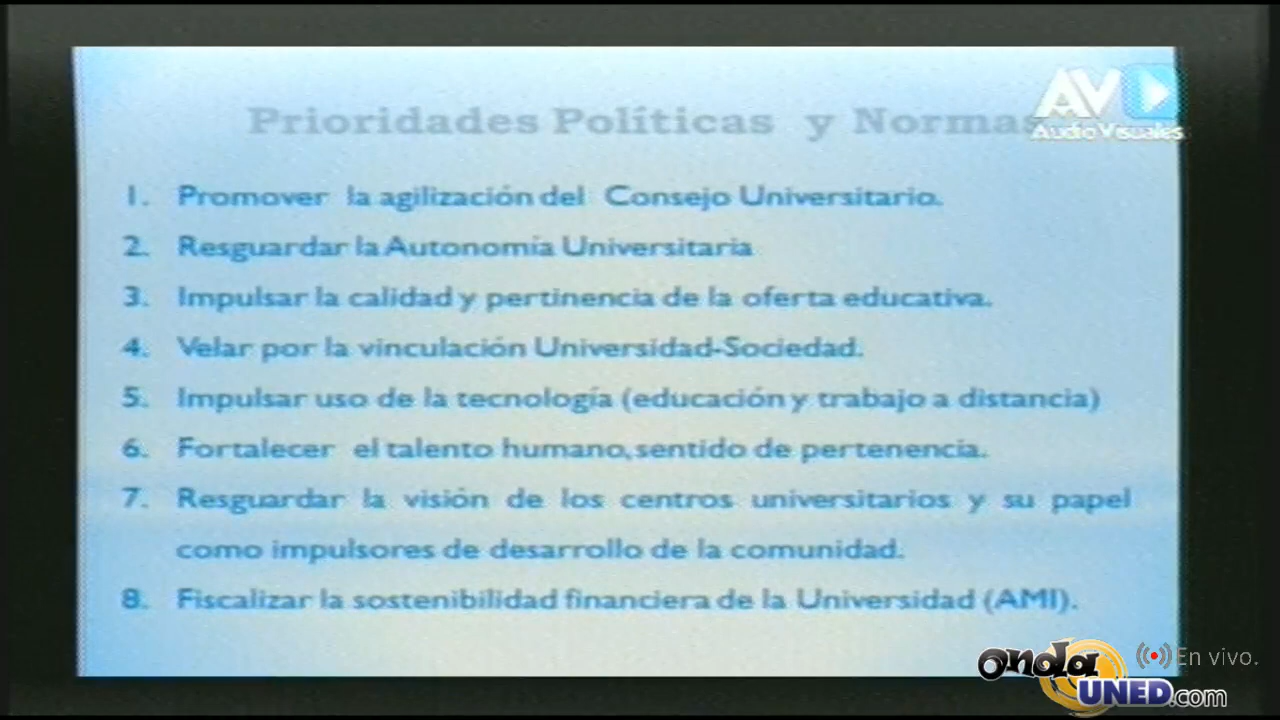 Prioridades Políticas y Normas
AV
AudioVisuales
1. Promover la agilización del Consejo Universitario.
2. Resguardar la Autonomía Universitaria
3. Impulsar la calidad y pertinencia de la oferta educativa.
4. Velar por la vinculación Universidad-Sociedad.
5. Impulsar uso de la tecnología (educación y trabajo a distancia)
6. Fortalecer el talento humano, sentido de pertenencia.
7. Resguardar la visión de los centros universitarios y su papel
como impulsores de desarrollo de la comunidad.
8. Fiscalizar la sostenibilidad financiera de la Universidad (AMI).
onda
UNED.com
En vivo.